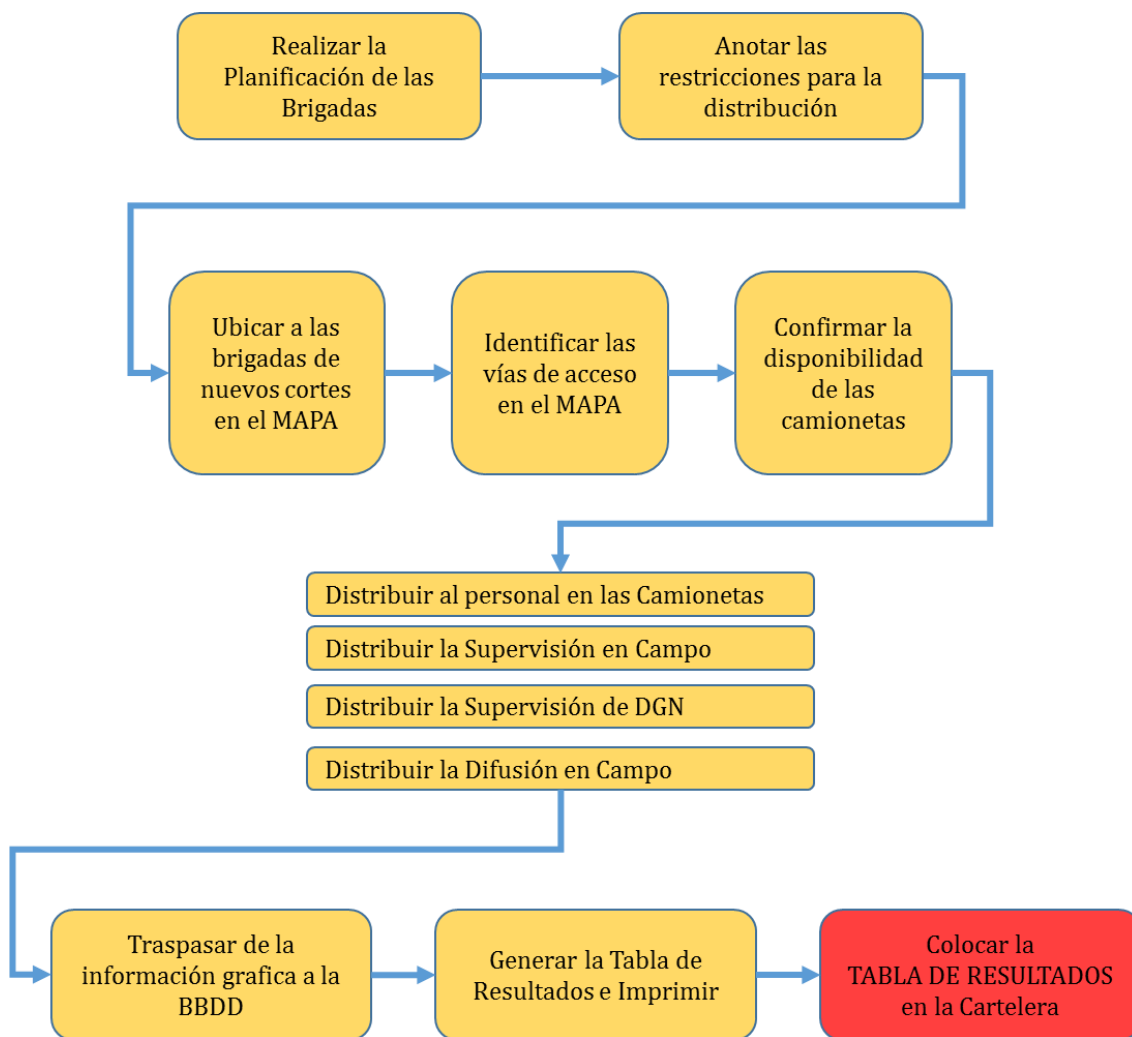 Realizar la
Planificación de las
Brigadas
Anotar las
restricciones para la
distribución
Ubicar a las
brigadas de
nuevos cortes
en el MAPA
Identificar las
vías de acceso
en el MAPA
Confirmar la
disponibilidad
de las
camionetas
Distribuir al personal en las Camionetas
Distribuir la Supervisión en Campo
Distribuir la Supervisión de DGN
Distribuir la Difusión en Campo
Traspasar de la
información grafica a la
BBDD
Generar la Tabla de
Resultados e Imprimir
Colocar la
TABLA DE RESULTADOS
en la Cartelera